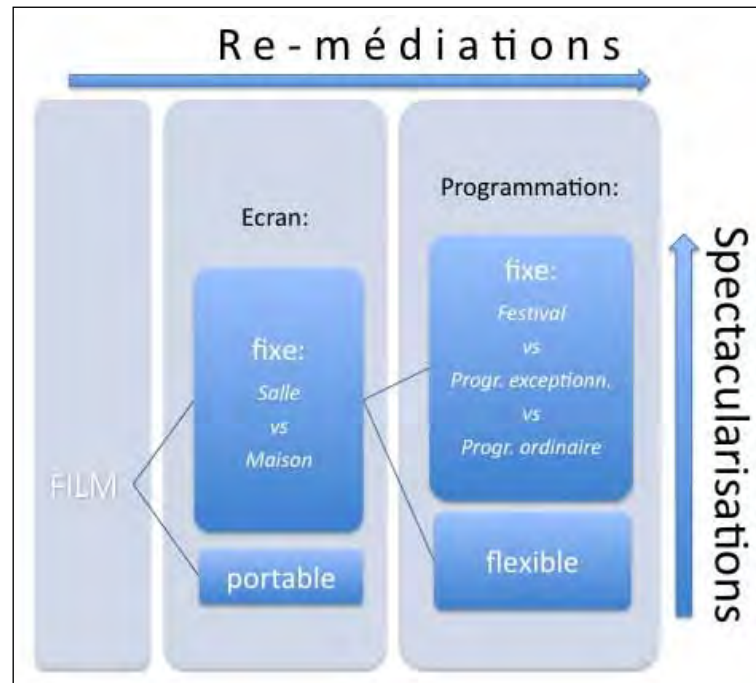 Re-médiations
Ecran:
Programmation:
fixe:
Salle
vs
Maison
portable
fixe:
Festival
vs
Progr. exceptionn.
vs
Progr. ordinaire
flexible
FILM
Spectacularisations